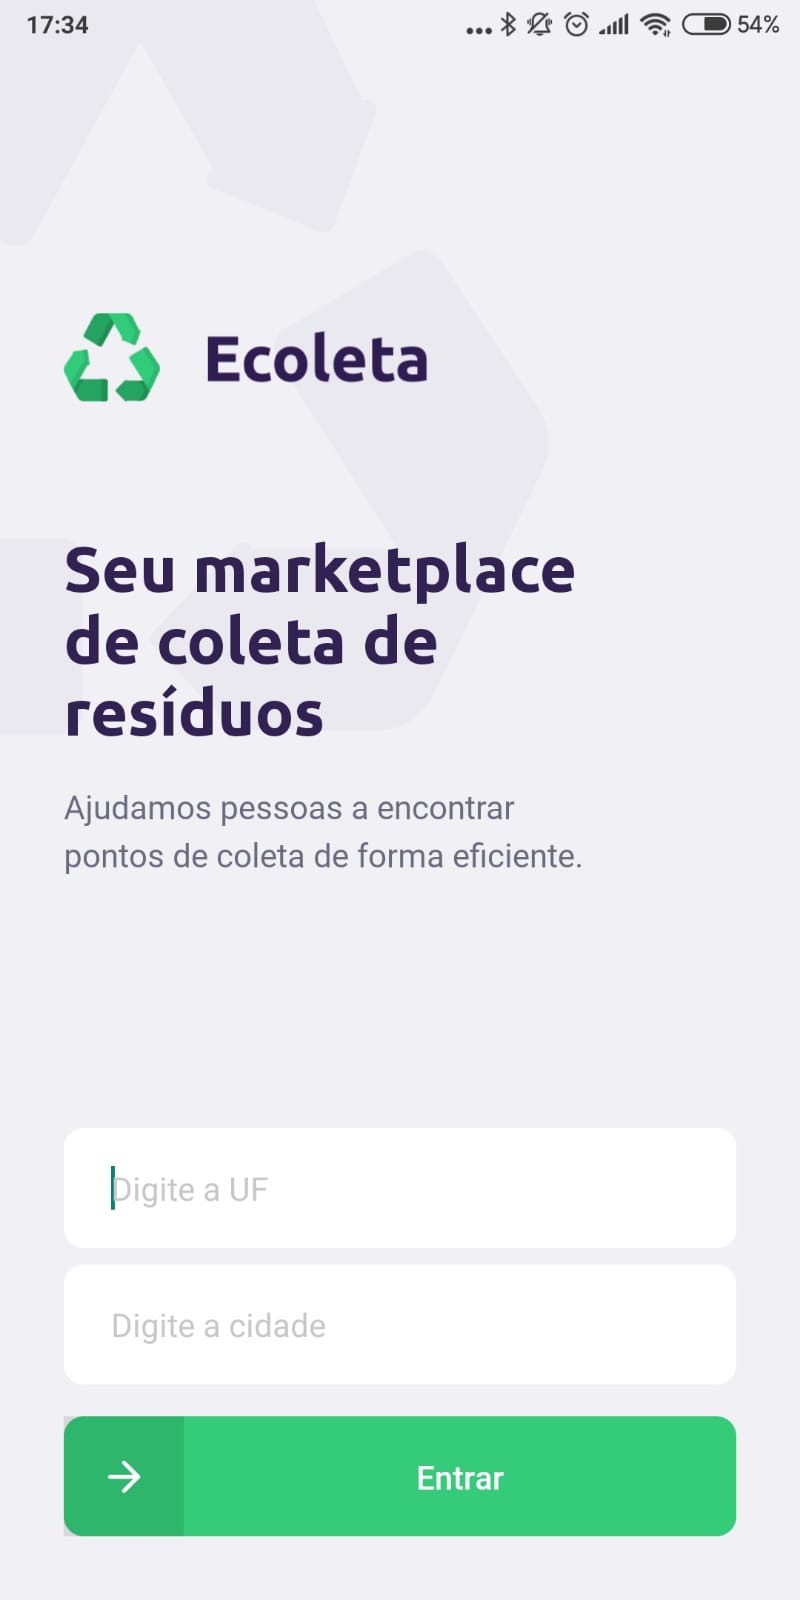 17:34
54%
Ecoleta
Seu marketplace
de coleta de
resíduos
Ajudamos pessoas a encontrar
pontos de coleta de forma eficiente.
Digite a UF
Digite a cidade
Entrar